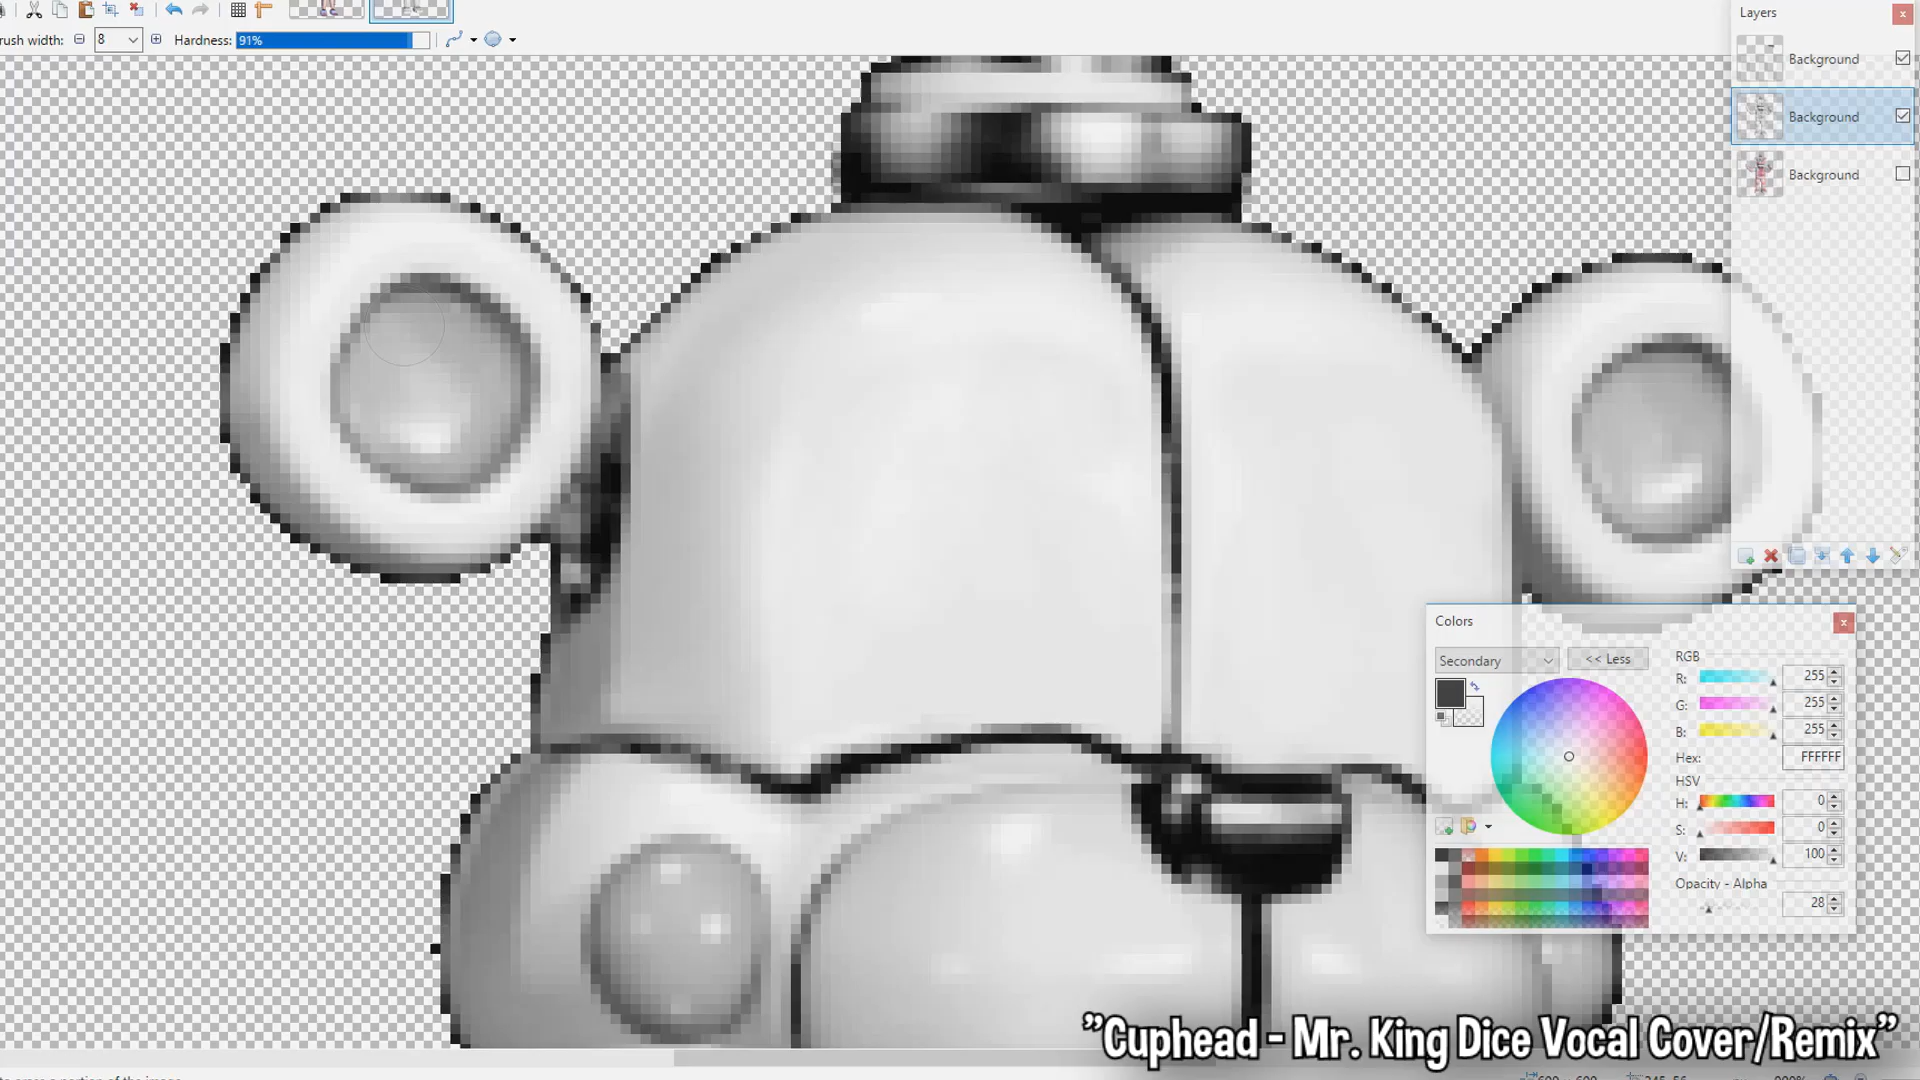 Layers
rush width: 8 Hardness: 91%
Background
Background
Background
Colors
Secondary << Less RGB
R: 255
G: 255
B: 255
Hex: FFFFFF
HSV
H: 0
S: 0
V: 100
Opacity - Alpha
28
"Cuphead - Mr. King Dice Vocal Cover/Remix"